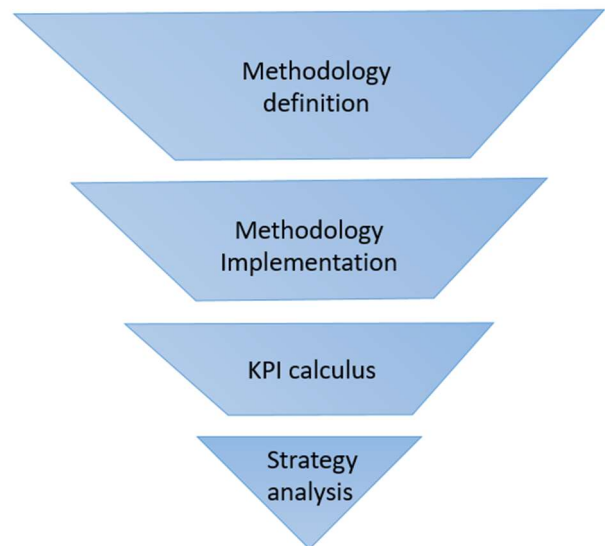 Methodology
definition
Methodology
Implementation
KPI calculus
Strategy
analysis